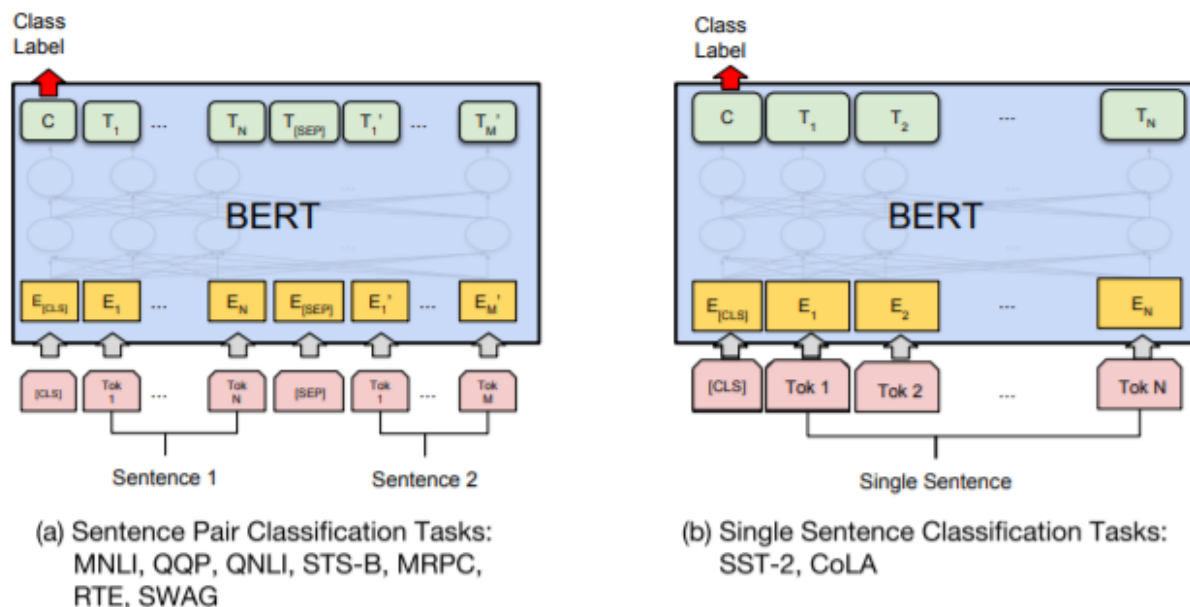 Class
Label
C T1 ... TN T[SEP] T1' ... TM'
...
BERT
...
E[CLS] E1 ... EN E[SEP] E1' ... EM'
[CLS] Tok 1 ... Tok N [SEP] Tok 1 ... Tok M
Sentence 1 Sentence 2
(a) Sentence Pair Classification Tasks:
MNLI, QQP, QNLI, STS-B, MRPC,
RTE, SWAG
Class
Label
C T1 T2 ... TN
...
BERT
...
E[CLS] E1 E2 ... EN
[CLS] Tok 1 Tok 2 ... Tok N
Single Sentence
(b) Single Sentence Classification Tasks:
SST-2, CoLA